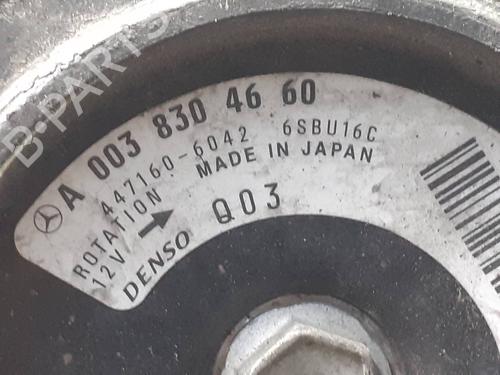 A 003 830 46 60
447160-6042 6SBU16C
ROTATION MADE IN JAPAN
12V
DENSO Q03
B-PARTS